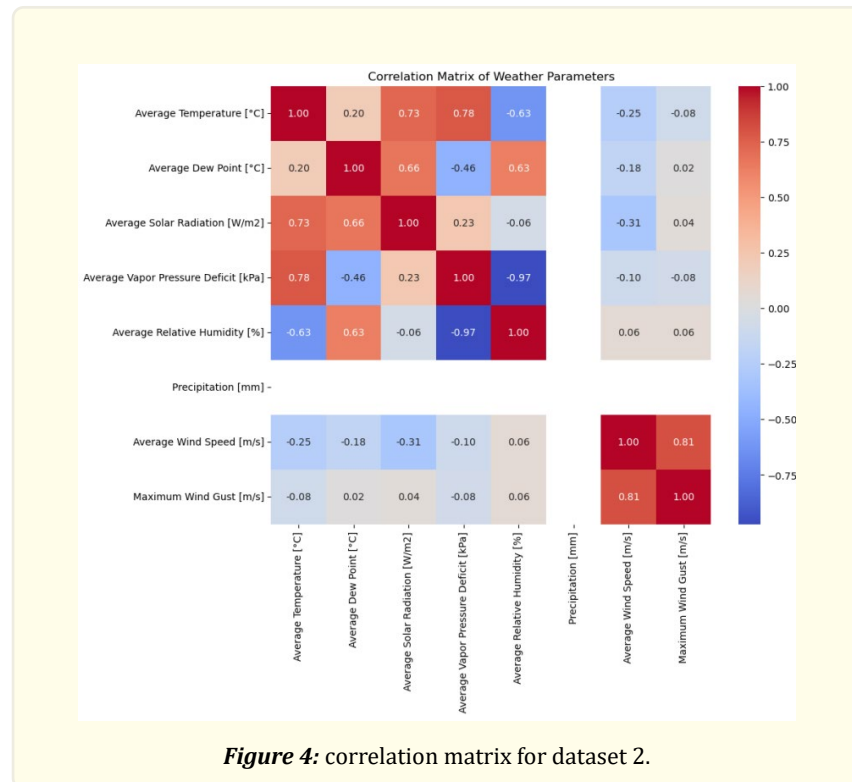 Correlation Matrix of Weather Parameters
Average Temperature [°C] 1.00 0.20 0.73 0.78 -0.63 -0.25 -0.08
Average Dew Point [°C] 0.20 1.00 0.66 -0.46 0.63 -0.18 0.02
Average Solar Radiation [W/m2] 0.73 0.66 1.00 0.23 -0.06 -0.31 0.04
Average Vapor Pressure Deficit [kPa] 0.78 -0.46 0.23 1.00 -0.97 -0.10 -0.08
Average Relative Humidity [%] -0.63 0.63 -0.06 -0.97 1.00 0.06 0.06
Precipitation [mm]
Average Wind Speed [m/s] -0.25 -0.18 -0.31 -0.10 0.06 1.00 0.81
Maximum Wind Gust [m/s] -0.08 0.02 0.04 -0.08 0.06 0.81 1.00
Average Temperature [°C]
Average Dew Point [°C]
Average Solar Radiation [W/m2]
Average Vapor Pressure Deficit [kPa]
Average Relative Humidity [%]
Precipitation [mm]
Average Wind Speed [m/s]
Maximum Wind Gust [m/s]
1.00
0.75
0.50
0.25
0.00
−0.25
−0.50
−0.75
Figure 4: correlation matrix for dataset 2.